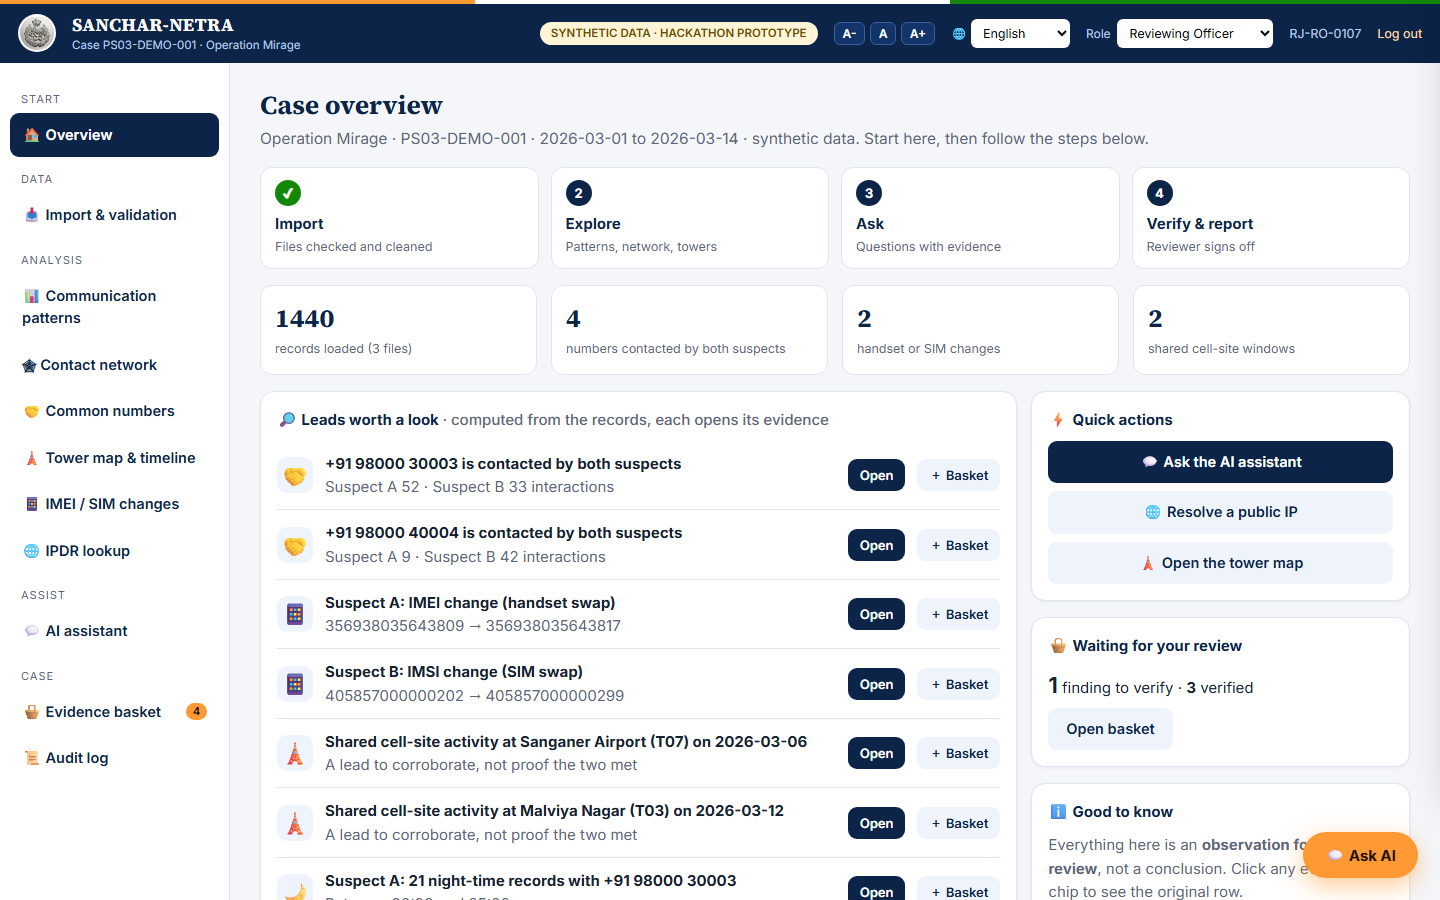 SANCHAR-NETRA
Case PS03-DEMO-001 · Operation Mirage
SYNTHETIC DATA · HACKATHON PROTOTYPE
A-
A
A+
English
Role
Reviewing Officer
RJ-RO-0107
Log out
START
Overview
DATA
Import & validation
ANALYSIS
Communication
patterns
Contact network
Common numbers
Tower map & timeline
IMEI / SIM changes
IPDR lookup
ASSIST
AI assistant
CASE
Evidence basket
4
Audit log
Case overview
Operation Mirage · PS03-DEMO-001 · 2026-03-01 to 2026-03-14 · synthetic data. Start here, then follow the steps below.
Import
Files checked and cleaned
2
Explore
Patterns, network, towers
3
Ask
Questions with evidence
4
Verify & report
Reviewer signs off
1440
records loaded (3 files)
4
numbers contacted by both suspects
2
handset or SIM changes
2
shared cell-site windows
Leads worth a look · computed from the records, each opens its evidence
+91 98000 30003 is contacted by both suspects
Suspect A 52 · Suspect B 33 interactions
Open
+ Basket
+91 98000 40004 is contacted by both suspects
Suspect A 9 · Suspect B 42 interactions
Open
+ Basket
Suspect A: IMEI change (handset swap)
356938035643809 → 356938035643817
Open
+ Basket
Suspect B: IMSI change (SIM swap)
405857000000202 → 405857000000299
Open
+ Basket
Shared cell-site activity at Sanganer Airport (T07) on 2026-03-06
A lead to corroborate, not proof the two met
Open
+ Basket
Shared cell-site activity at Malviya Nagar (T03) on 2026-03-12
A lead to corroborate, not proof the two met
Open
+ Basket
Suspect A: 21 night-time records with +91 98000 30003
Open
+ Basket
Quick actions
Ask the AI assistant
Resolve a public IP
Open the tower map
Waiting for your review
1 finding to verify · 3 verified
Open basket
Good to know
Everything here is an observation
review, not a conclusion. Click any
chip to see the original row.
Ask AI